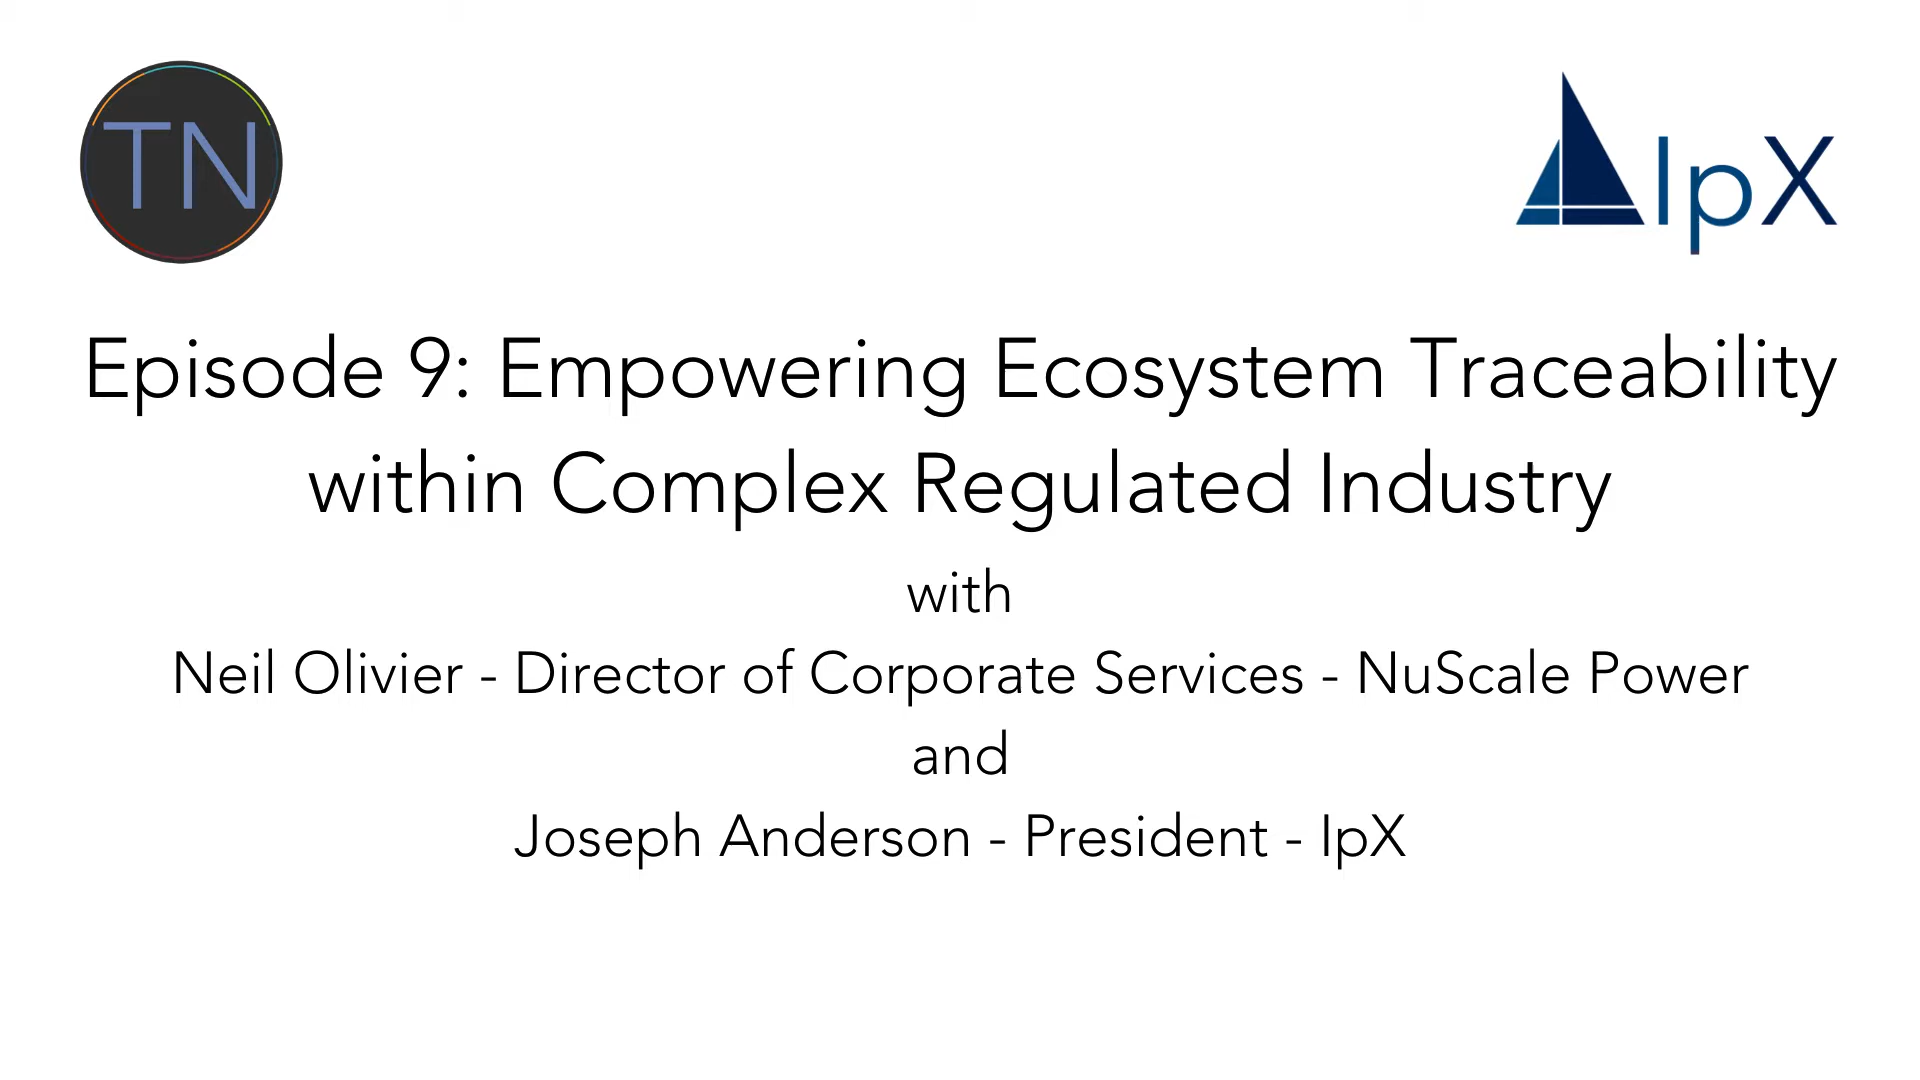 TN
IpX
Episode 9: Empowering Ecosystem Traceability
within Complex Regulated Industry
with
Neil Olivier - Director of Corporate Services - NuScale Power
and
Joseph Anderson - President - IpX